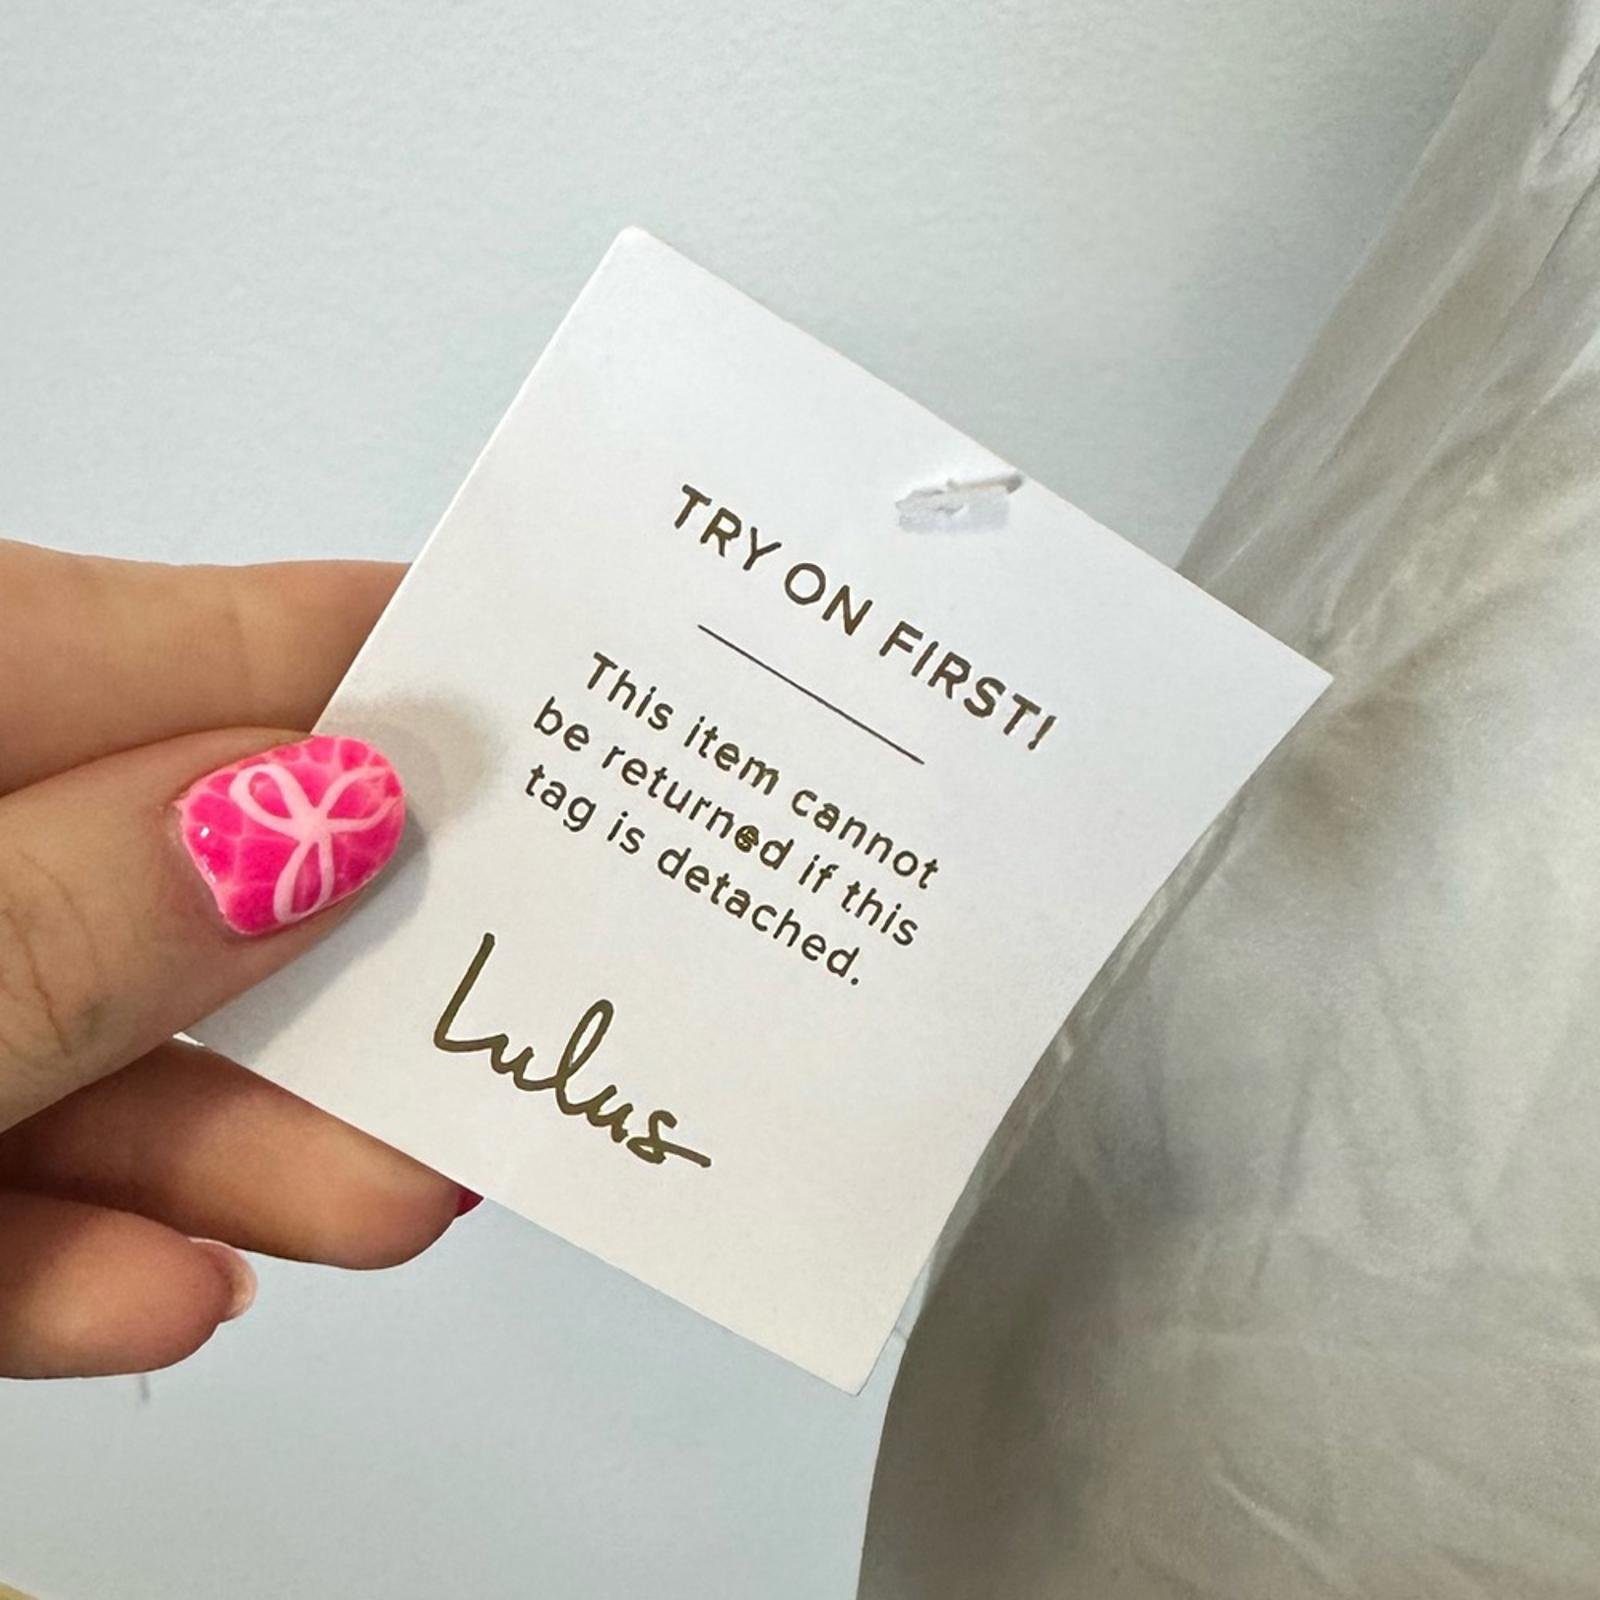 TRY ON FIRST!
This item cannot
be returned if this
tag is detached.
Lulus